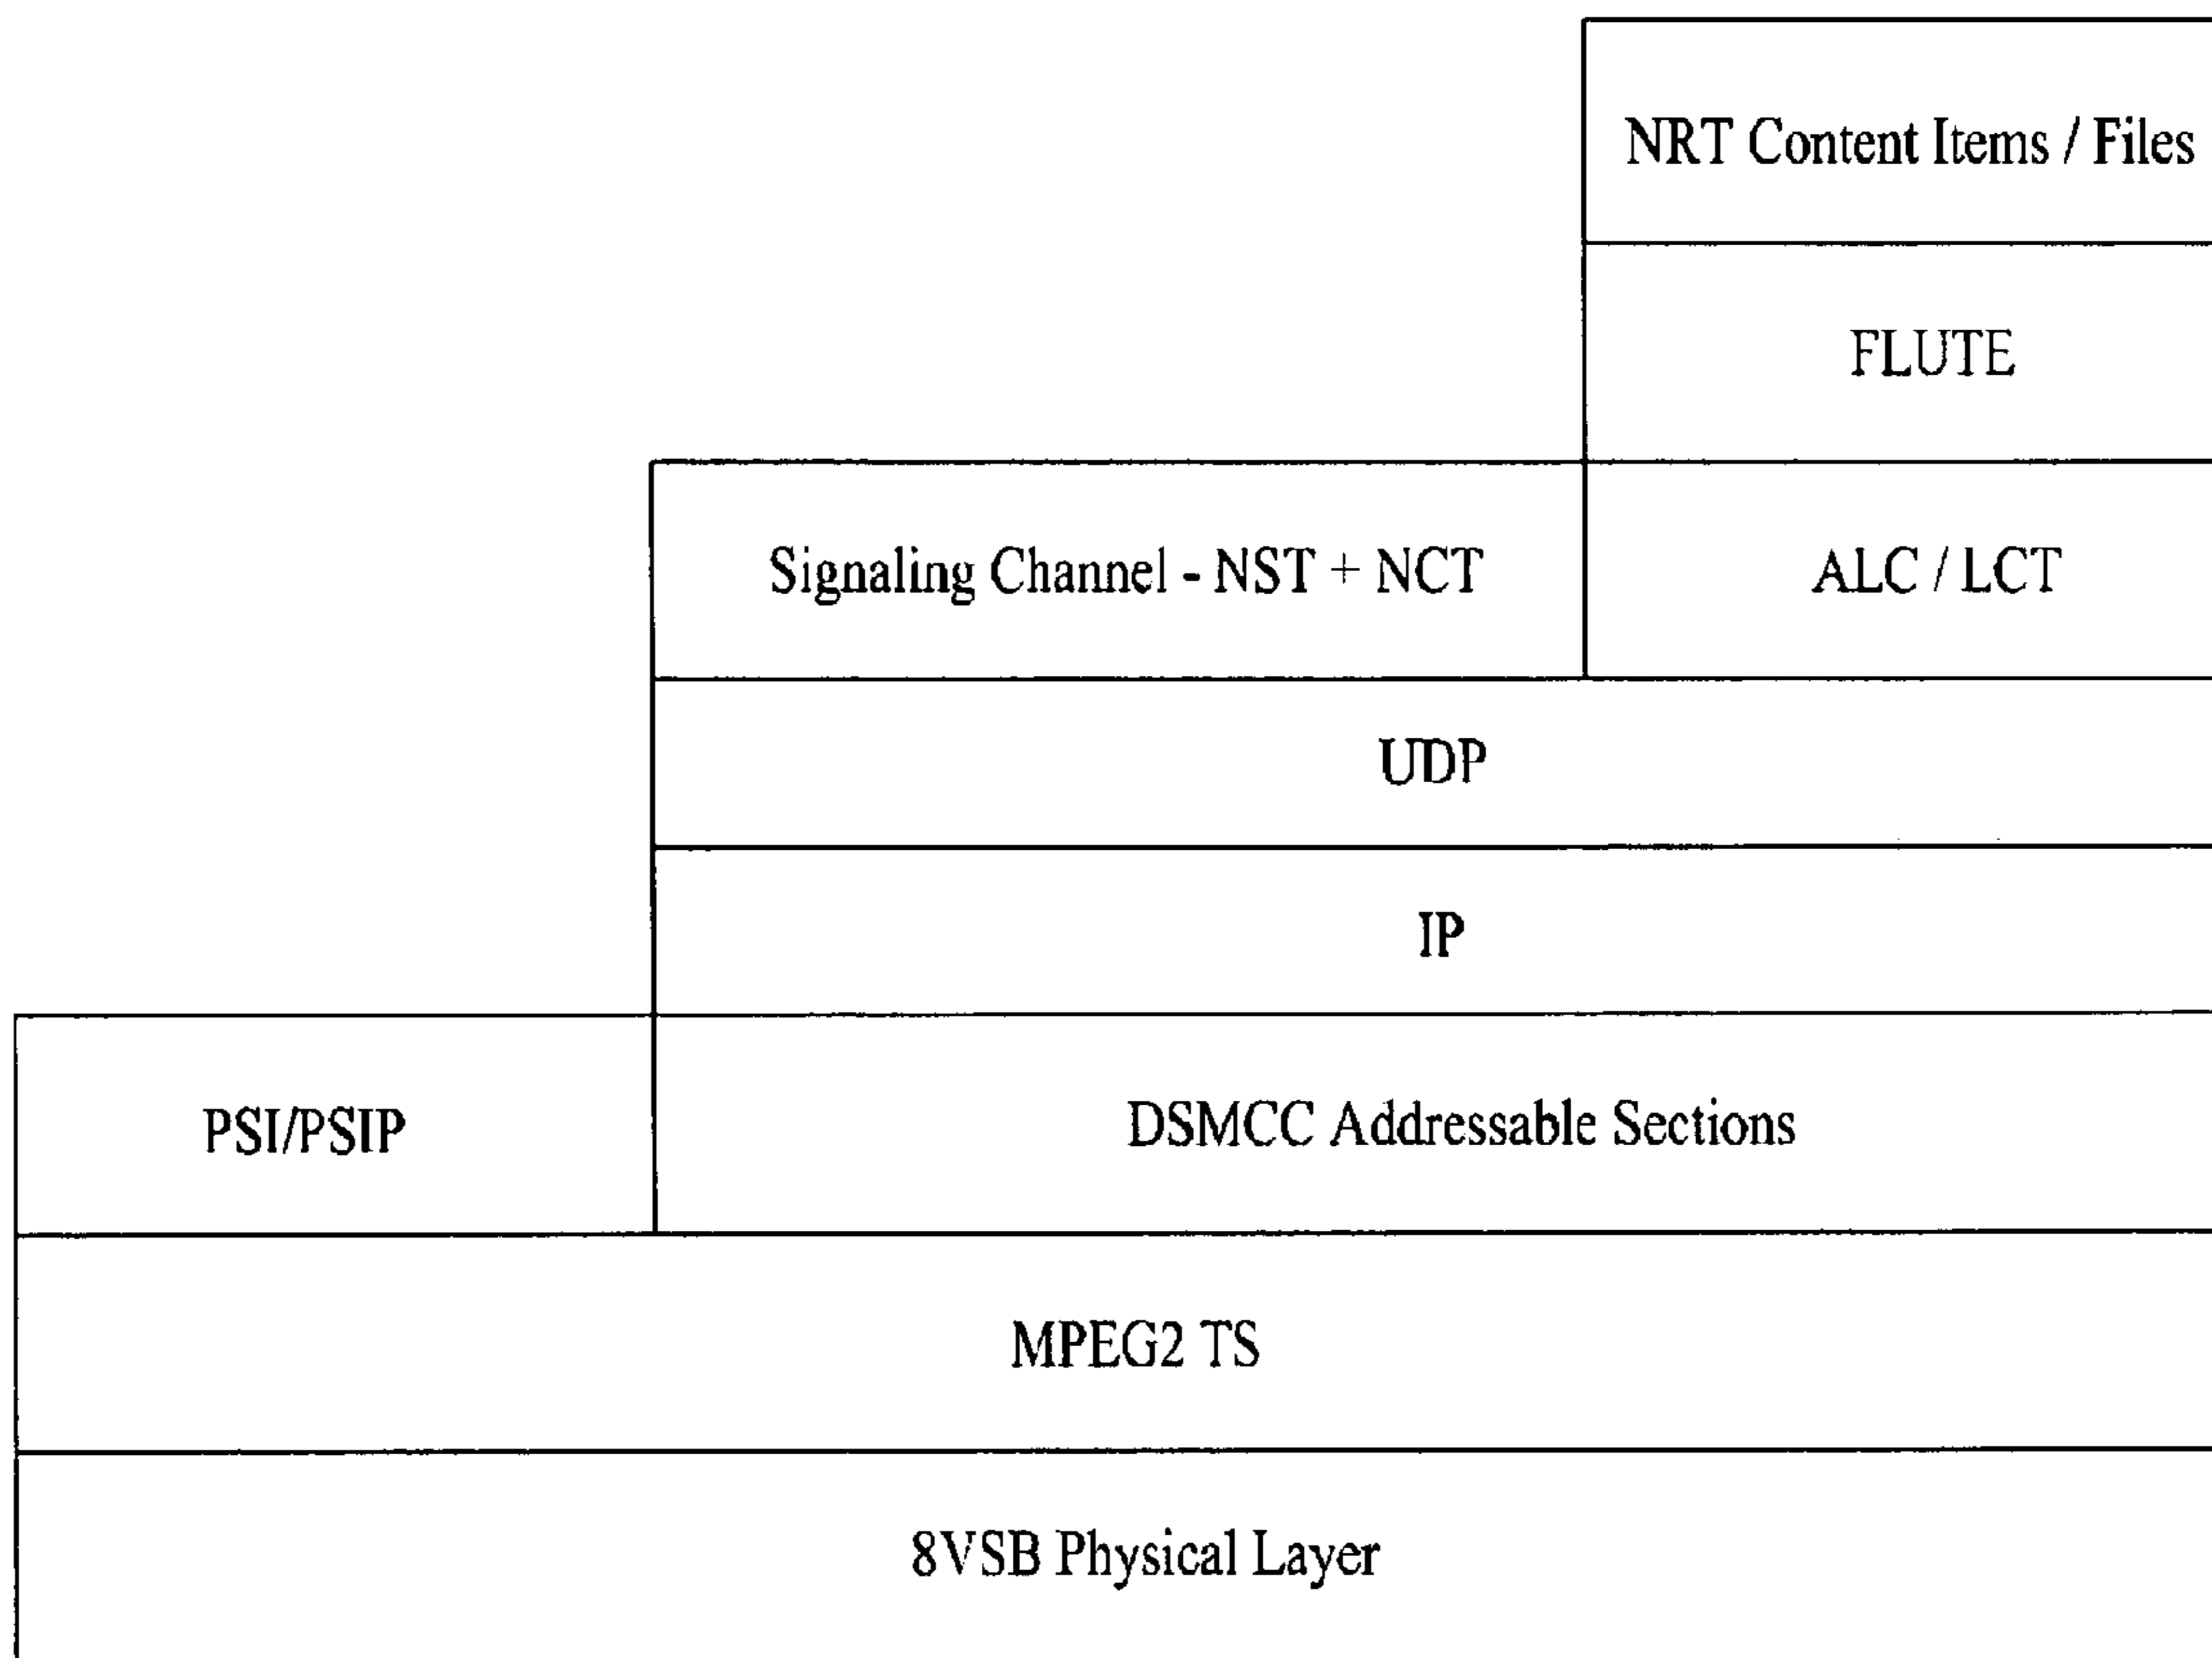 NRT Content Items / Files
FLUTE
Signaling Channel - NST + NCT
ALC / LCT
UDP
IP
PSI/PSIP
DSMCC Addressable Sections
MPEG2 TS
8VSB Physical Layer